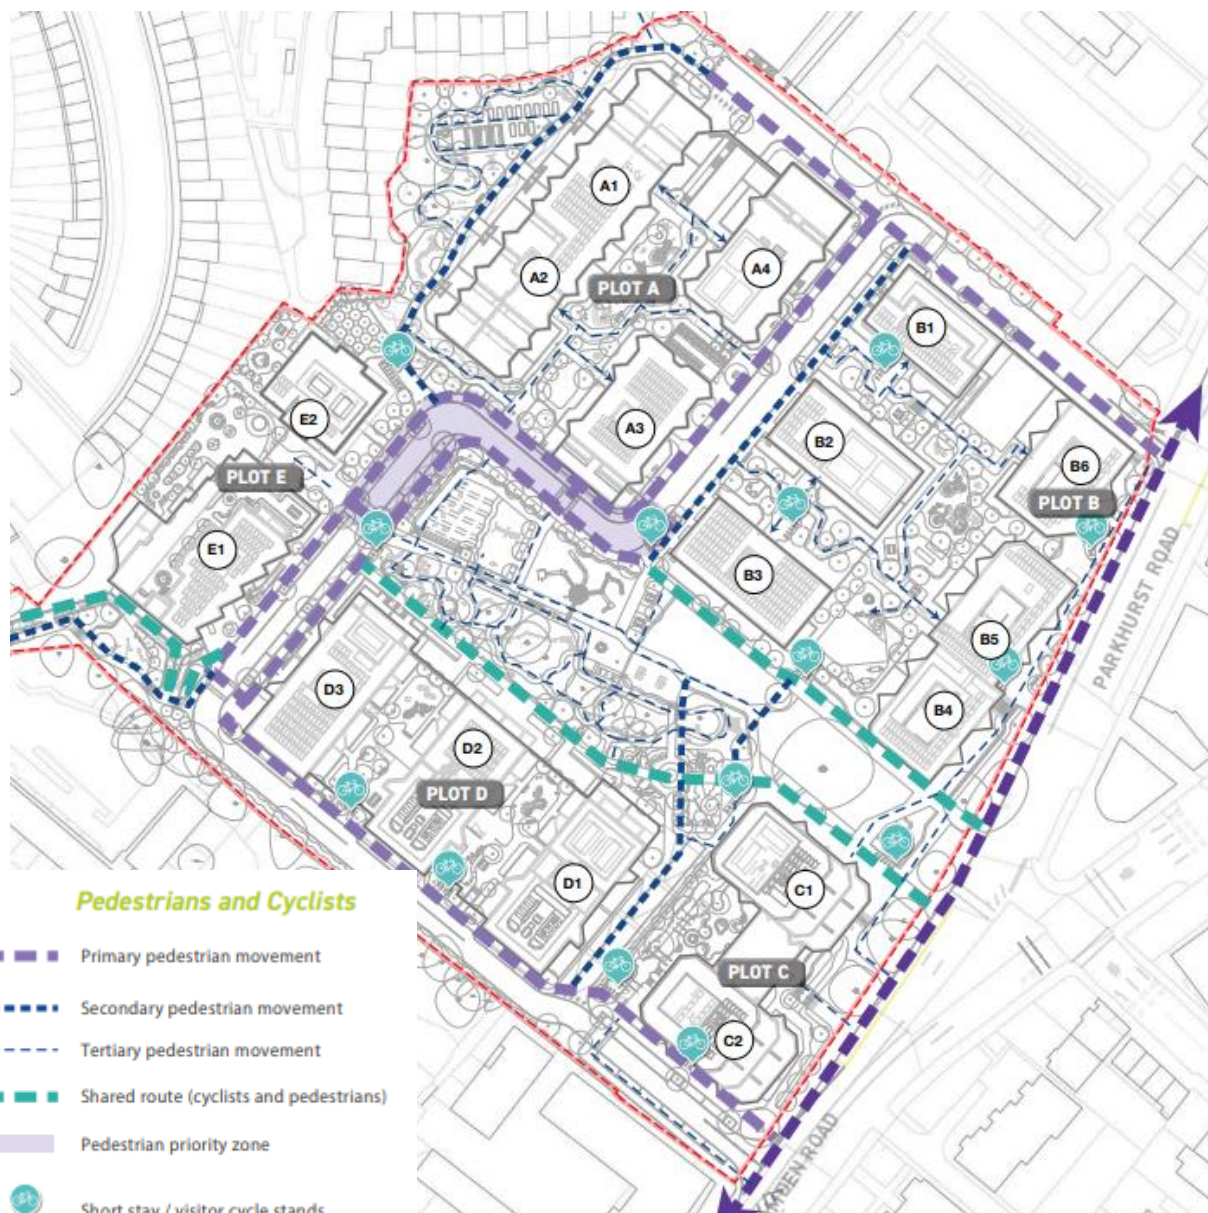 A1
A4
A2
PLOT A
B1
E2
A3
B2
B6
PLOT E
PLOT B
E1
B3
PARKHURST ROAD
B5
D3
B4
D2
PLOT D
D1
C1
PLOT C
C2
ROAD
Pedestrians and Cyclists
Primary pedestrian movement
Secondary pedestrian movement
Tertiary pedestrian movement
Shared route (cyclists and pedestrians)
Pedestrian priority zone
Short stay / visitor cycle stands